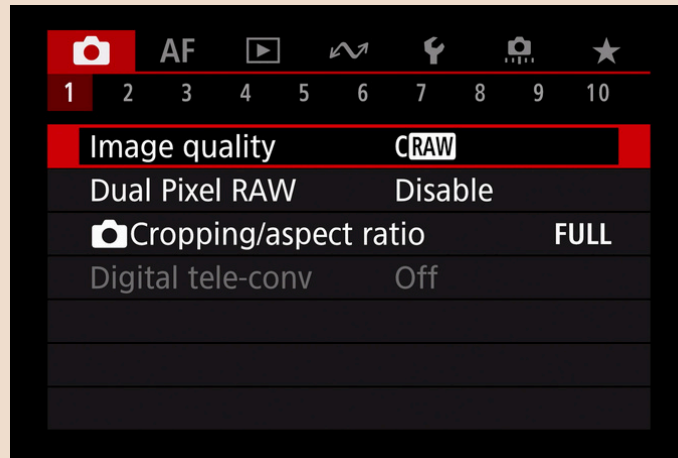 AF
1 2 3 4 5 6 7 8 9 10
Image quality CRAW
Dual Pixel RAW Disable
Cropping/aspect ratio FULL
Digital tele-conv Off